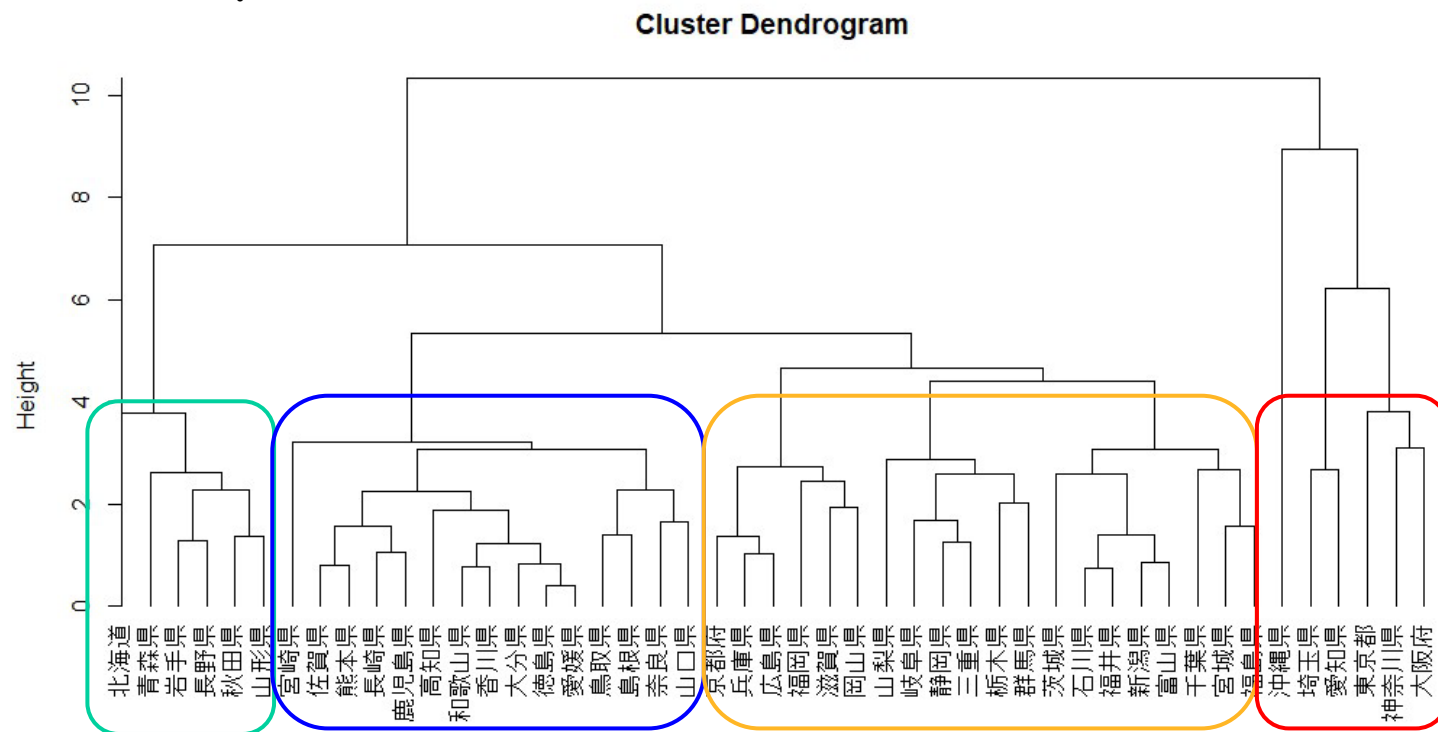 Cluster Dendrogram
Height
10
8
6
4
2
0
北海道
青森県
岩手県
長野県
秋田県
山形県
宮崎県
佐賀県
熊本県
長崎県
鹿児島県
高知県
和歌山県
香川県
大分県
徳島県
愛媛県
鳥取県
島根県
奈良県
山口県
京都府
兵庫県
広島県
福岡県
滋賀県
岡山県
山梨県
岐阜県
静岡県
三重県
栃木県
群馬県
茨城県
石川県
福井県
新潟県
富山県
千葉県
宮城県
福島県
沖縄県
埼玉県
愛知県
東京都
神奈川県
大阪府